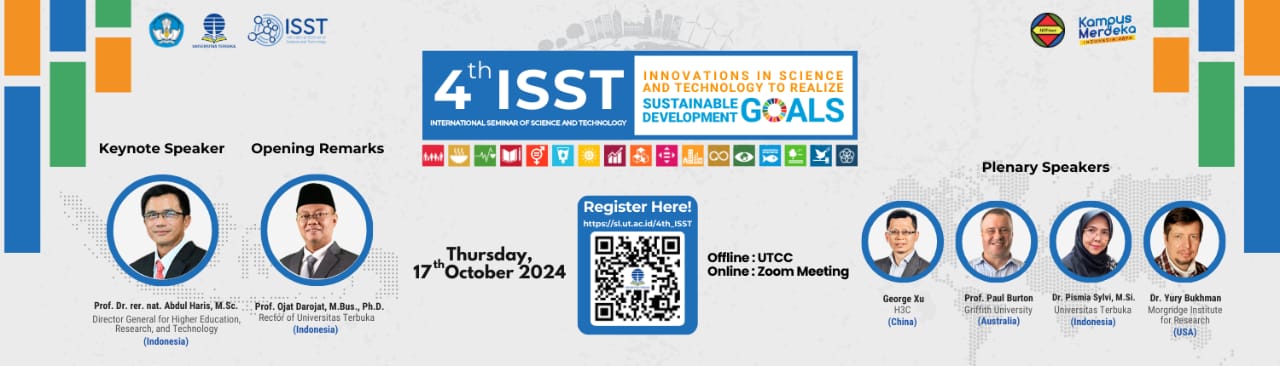 UNIVERSITAS TERBUKA
ISST
Kampus
Merdeka
INDONESIA JAYA
4th ISST
INTERNATIONAL SEMINAR OF SCIENCE AND TECHNOLOGY
INNOVATIONS IN SCIENCE
AND TECHNOLOGY TO REALIZE
SUSTAINABLE
DEVELOPMENT
GOALS
Keynote Speaker
Prof. Dr. rer. nat. Abdul Haris, M.Sc.
Director General for Higher Education,
Research, and Technology
(Indonesia)
Opening Remarks
Prof. Ojat Darojat, M.Bus., Ph.D.
Rector of Universitas Terbuka
(Indonesia)
Thursday,
17th October 2024
Register Here!
https://sl.ut.ac.id/4th_ISST
Offline : UTCC
Online : Zoom Meeting
Plenary Speakers
George Xu
H3C
(China)
Prof. Paul Burton
Griffith University
(Australia)
Dr. Pismia Sylvi, M.Si.
Universitas Terbuka
(Indonesia)
Dr. Yury Bukhman
Morgridge Institute
for Research
(USA)